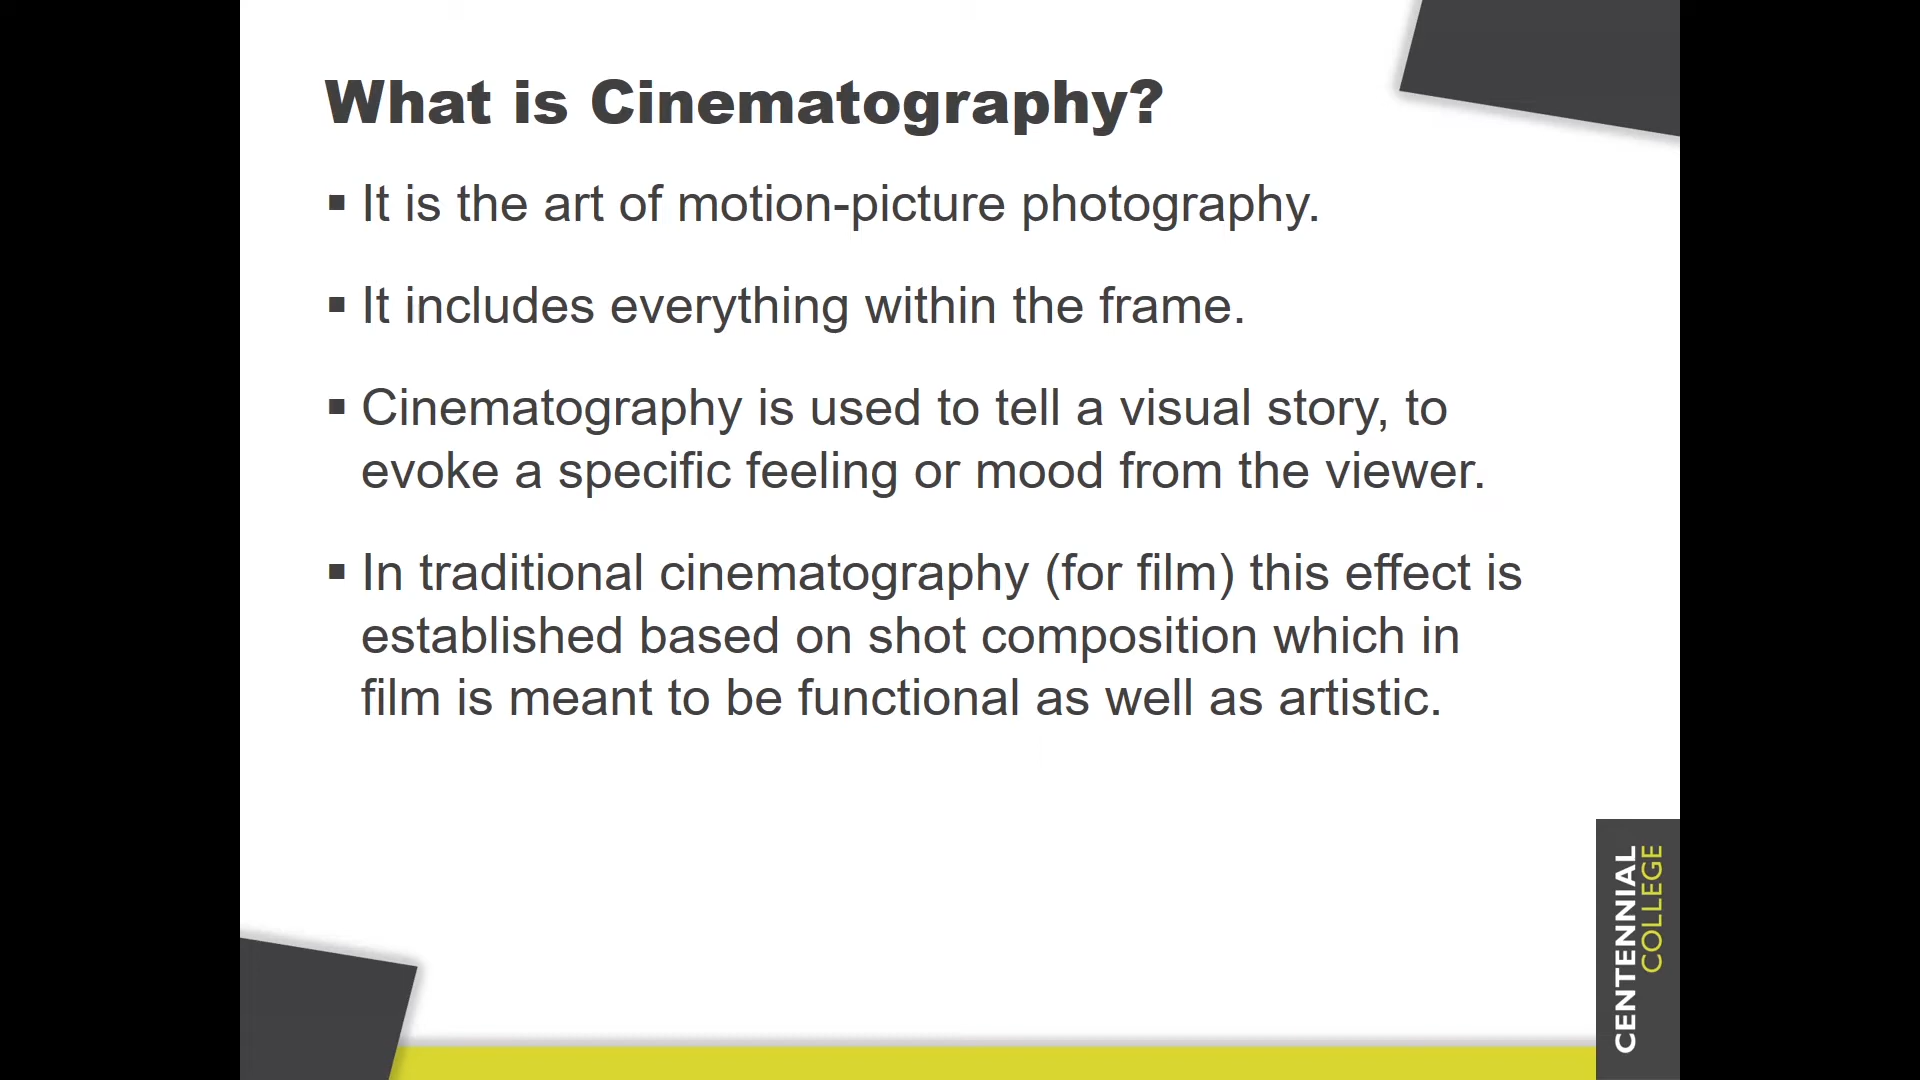 What is Cinematography?
▪ It is the art of motion-picture photography.
▪ It includes everything within the frame.
▪ Cinematography is used to tell a visual story, to
evoke a specific feeling or mood from the viewer.
▪ In traditional cinematography (for film) this effect is
established based on shot composition which in
film is meant to be functional as well as artistic.
CENTENNIAL
COLLEGE